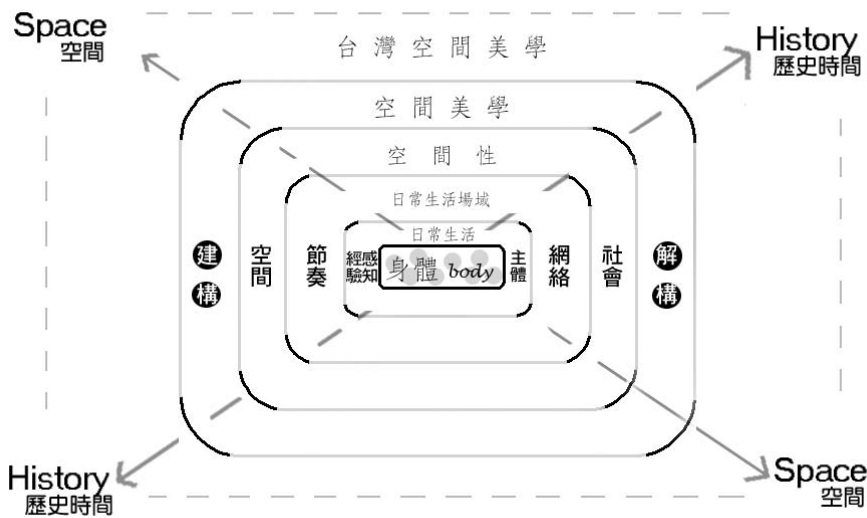 Space
空間
History
歷史時間
台灣空間美學
空間美學
空間性
日常生活場域
日常生活
建構
空間
節奏
經驗
感知
身體 body
主體
網絡
社會
解構
History
歷史時間
Space
空間